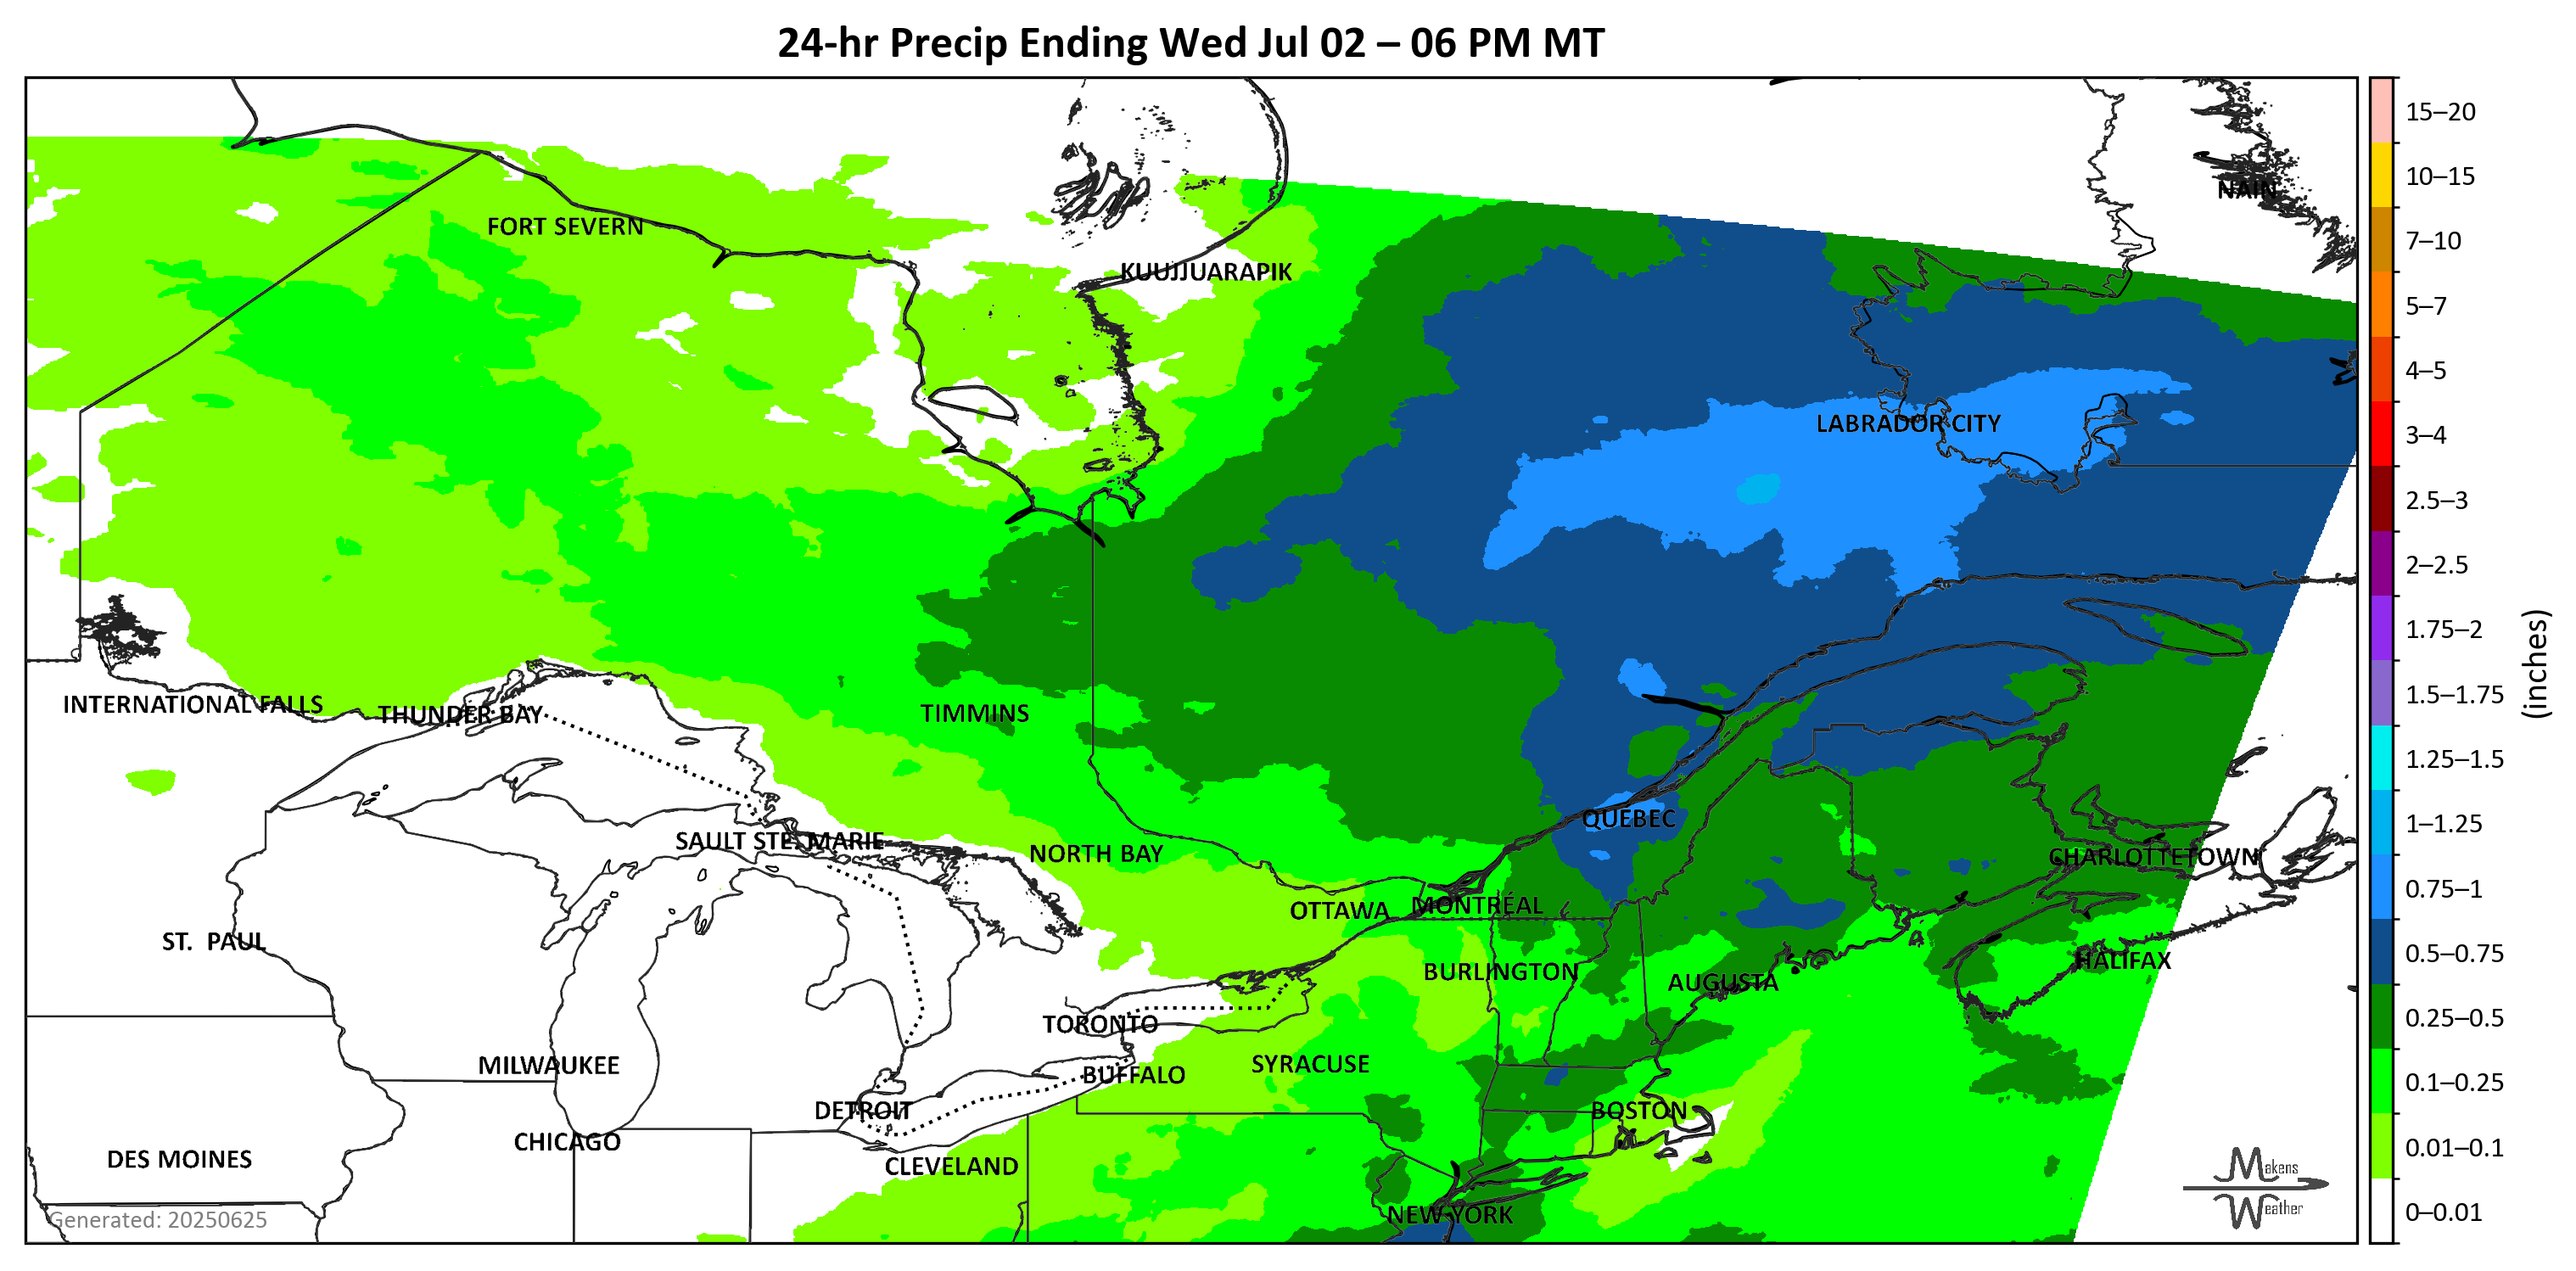 24-hr Precip Ending Wed Jul 02 – 06 PM MT
15–20
10–15
7–10
5–7
4–5
3–4
2.5–3
2–2.5
1.75–2
1.5–1.75
1.25–1.5
1–1.25
0.75–1
0.5–0.75
0.25–0.5
0.1–0.25
0.01–0.1
0–0.01
(inches)
NAIN
FORT SEVERN
KUUJJUARAPIK
LABRADOR CITY
INTERNATIONAL FALLS
THUNDER BAY
TIMMINS
QUÉBEC
SAULT STE. MARIE
NORTH BAY
CHARLOTTETOWN
OTTAWA
MONTRÉAL
ST. PAUL
HALIFAX
BURLINGTON
AUGUSTA
TORONTO
MILWAUKEE
SYRACUSE
BUFFALO
DETROIT
BOSTON
CHICAGO
DES MOINES
CLEVELAND
NEW YORK
Generated: 20250625
Makens
Weather